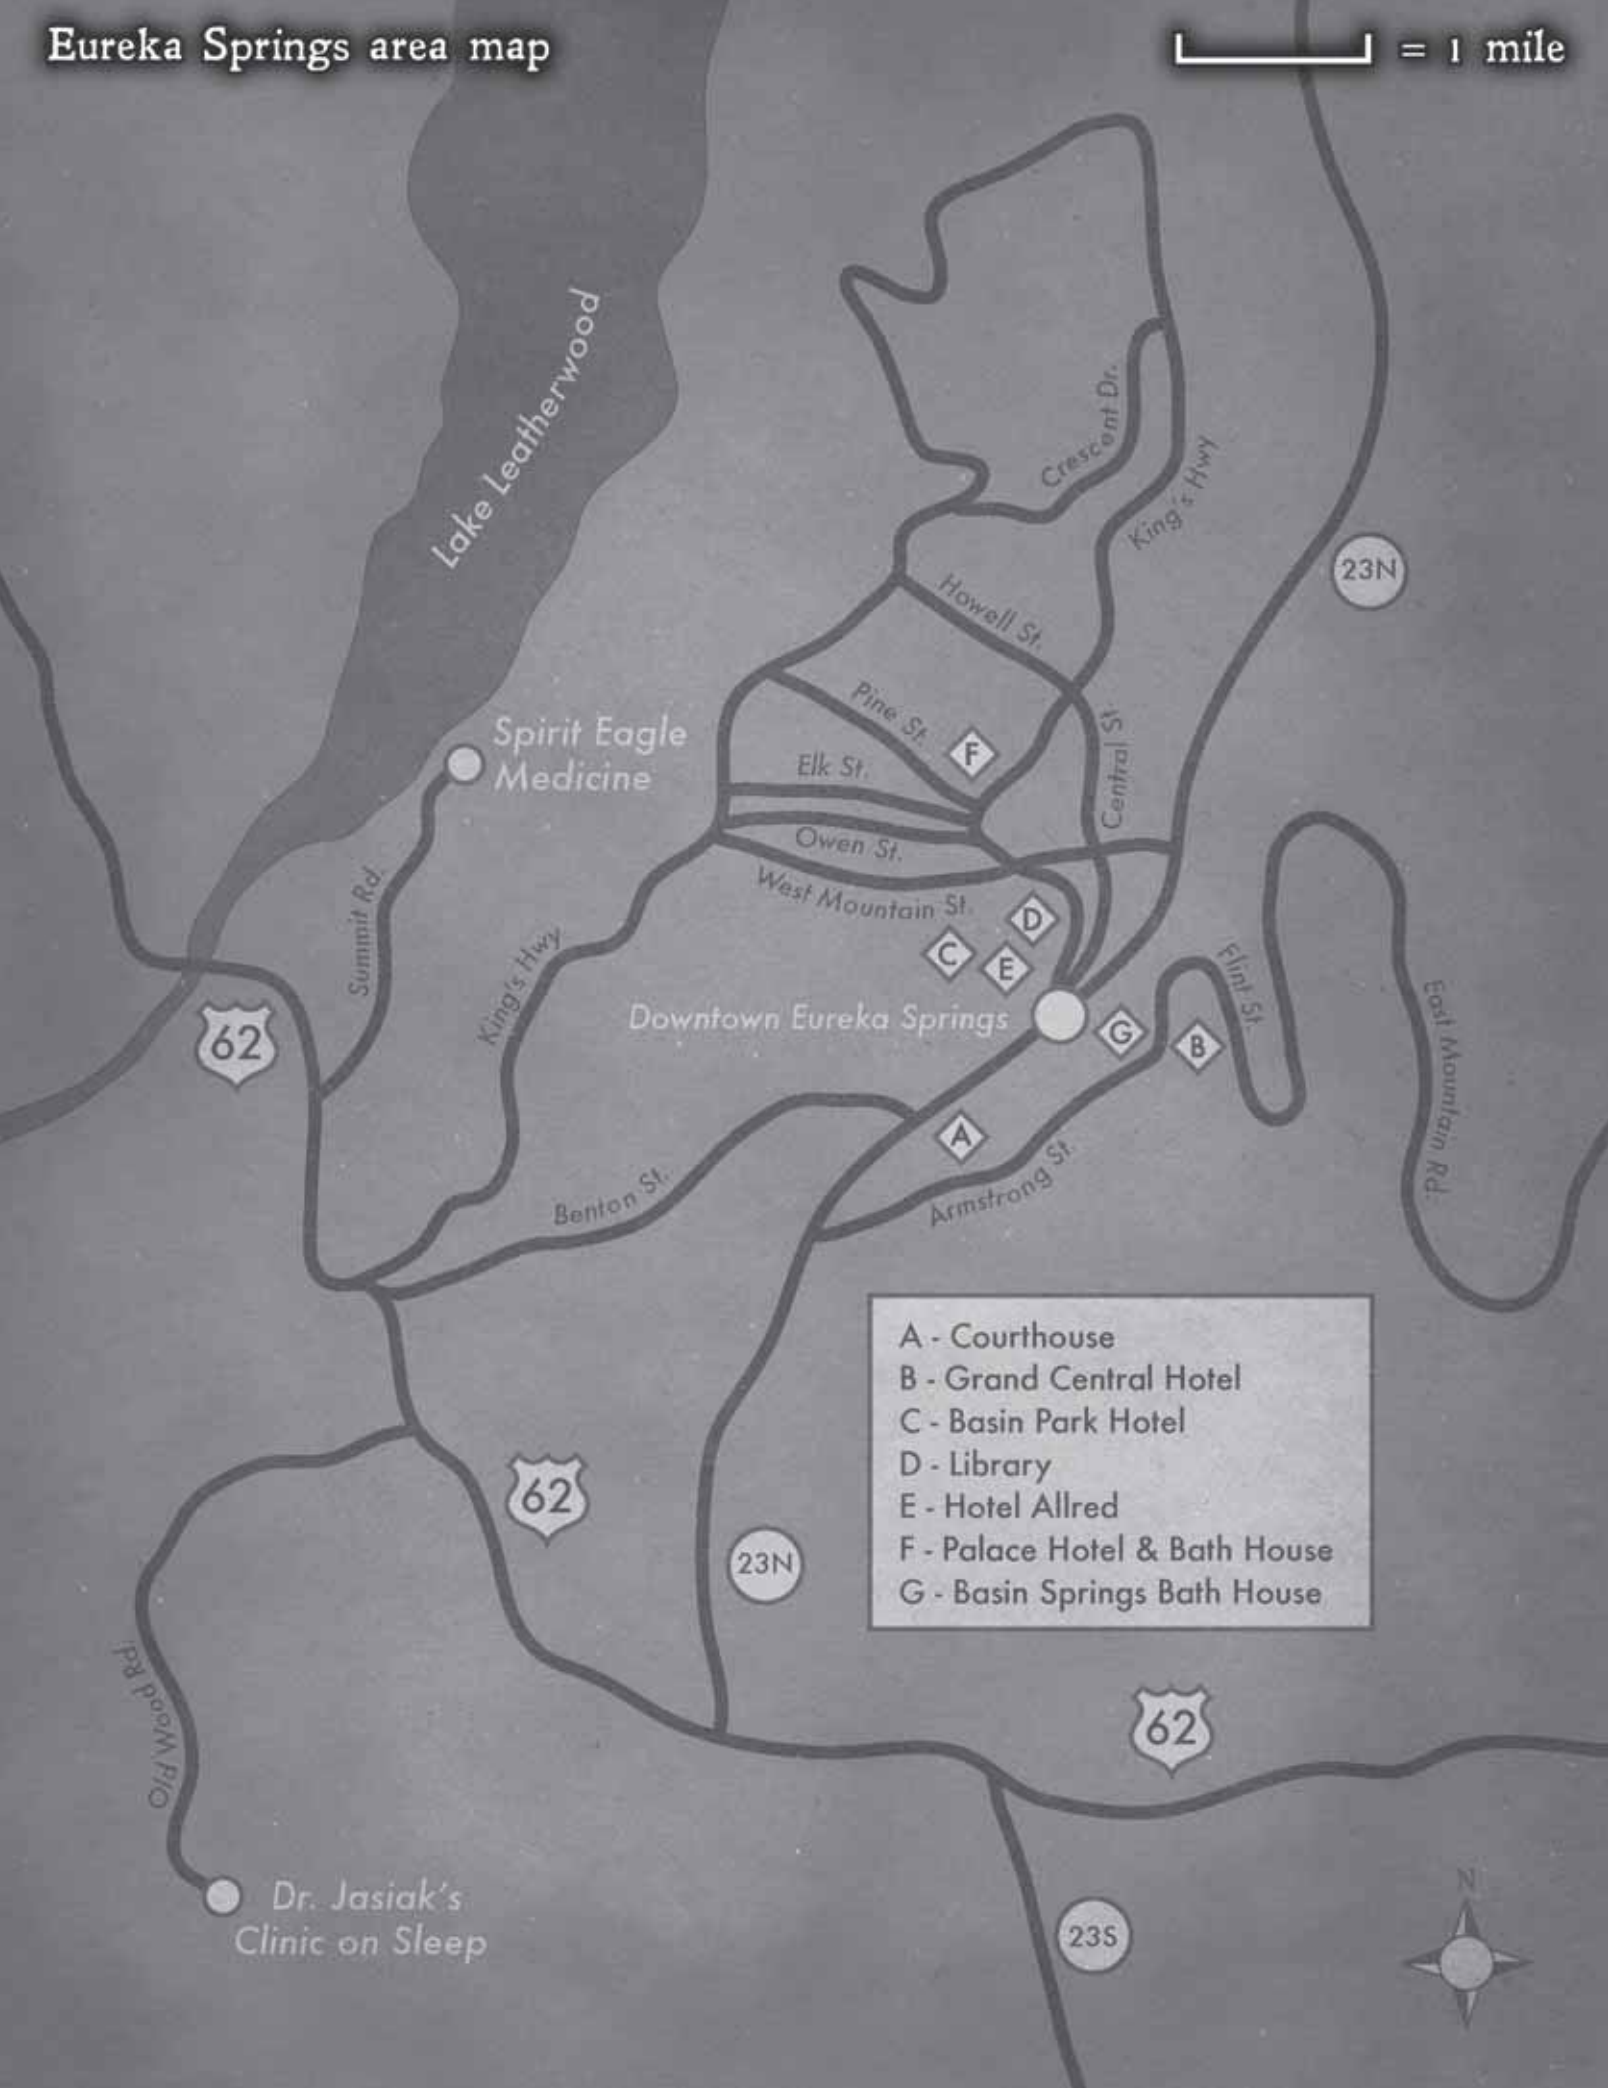 Eureka Springs area map
= 1 mile
Lake Leatherwood
Crescent Dr.
King's Hwy
23N
Howell St.
Pine St.
F
Central St
Spirit Eagle
Medicine
Elk St.
Owen St.
West Mountain St.
Summit Rd.
D
C
E
King's Hwy
Flint St.
East Mountain Rd.
62
Downtown Eureka Springs
G
B
A
Benton St.
Armstrong St.
A - Courthouse
B - Grand Central Hotel
C - Basin Park Hotel
D - Library
E - Hotel Allred
F - Palace Hotel & Bath House
G - Basin Springs Bath House
62
23N
Old Wood Rd.
62
Dr. Jasiak's
Clinic on Sleep
23S
N